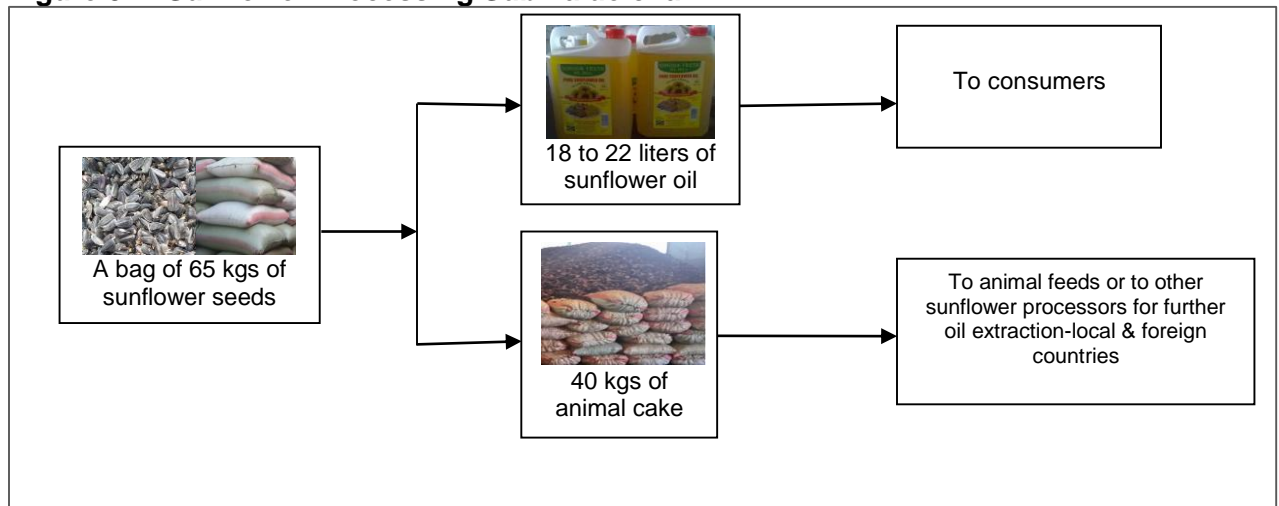 A bag of 65 kgs of
sunflower seeds
18 to 22 liters of
sunflower oil
To consumers
40 kgs of
animal cake
To animal feeds or to other
sunflower processors for further
oil extraction-local & foreign
countries